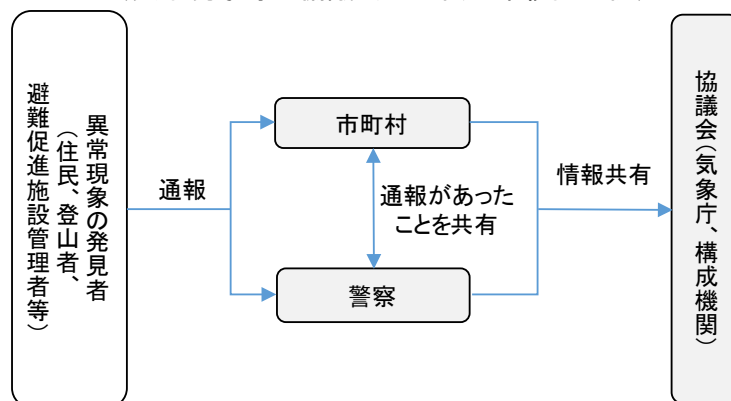 異常現象の発見者
(住民、登山者、
避難促進施設管理者等)
通報
市町村
通報があった
ことを共有
警察
情報共有
協議会(気象庁、構成機関)